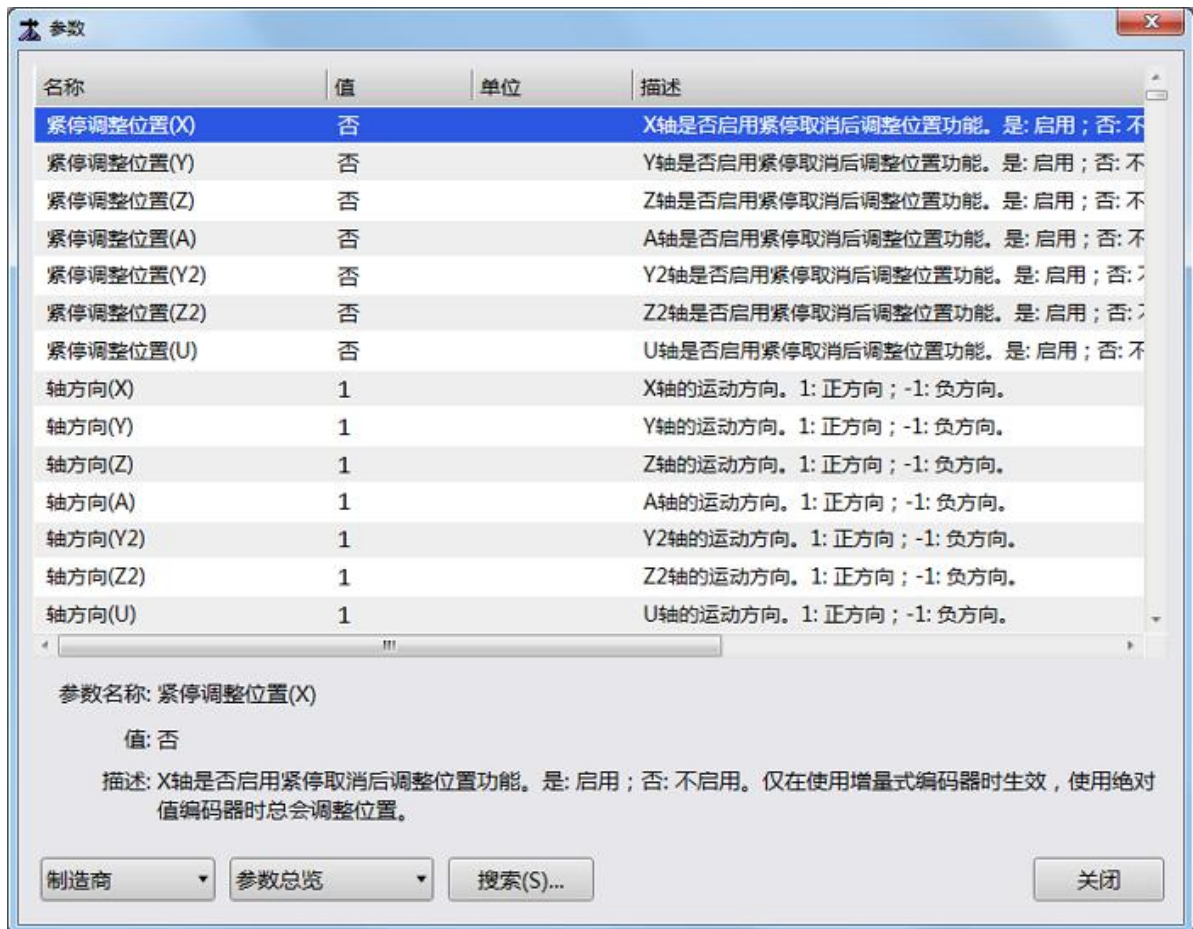 参数
名称 值 单位 描述
紧停调整位置(X) 否 X轴是否启用紧停取消后调整位置功能。是: 启用；否: 不
紧停调整位置(Y) 否 Y轴是否启用紧停取消后调整位置功能。是: 启用；否: 不
紧停调整位置(Z) 否 Z轴是否启用紧停取消后调整位置功能。是: 启用；否: 不
紧停调整位置(A) 否 A轴是否启用紧停取消后调整位置功能。是: 启用；否: 不
紧停调整位置(Y2) 否 Y2轴是否启用紧停取消后调整位置功能。是: 启用；否:
紧停调整位置(Z2) 否 Z2轴是否启用紧停取消后调整位置功能。是: 启用；否:
紧停调整位置(U) 否 U轴是否启用紧停取消后调整位置功能。是: 启用；否: 不
轴方向(X) 1 X轴的运动方向。1: 正方向；-1: 负方向。
轴方向(Y) 1 Y轴的运动方向。1: 正方向；-1: 负方向。
轴方向(Z) 1 Z轴的运动方向。1: 正方向；-1: 负方向。
轴方向(A) 1 A轴的运动方向。1: 正方向；-1: 负方向。
轴方向(Y2) 1 Y2轴的运动方向。1: 正方向；-1: 负方向。
轴方向(Z2) 1 Z2轴的运动方向。1: 正方向；-1: 负方向。
轴方向(U) 1 U轴的运动方向。1: 正方向；-1: 负方向。
参数名称: 紧停调整位置(X)
值: 否
描述: X轴是否启用紧停取消后调整位置功能。是: 启用；否: 不启用。仅在使用增量式编码器时生效，使用绝对
值编码器时总会调整位置。
制造商 参数总览 搜索(S)... 关闭